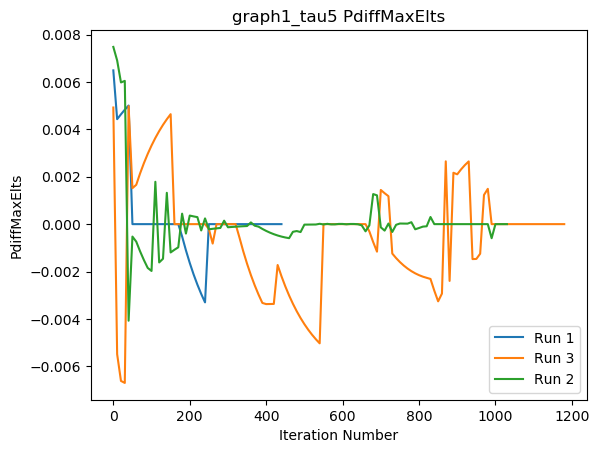 graph1_tau5 PdiffMaxElts
PdiffMaxElts
0.008
0.006
0.004
0.002
0.000
−0.002
−0.004
−0.006
0
200
400
600
800
1000
1200
Iteration Number
Run 1
Run 3
Run 2